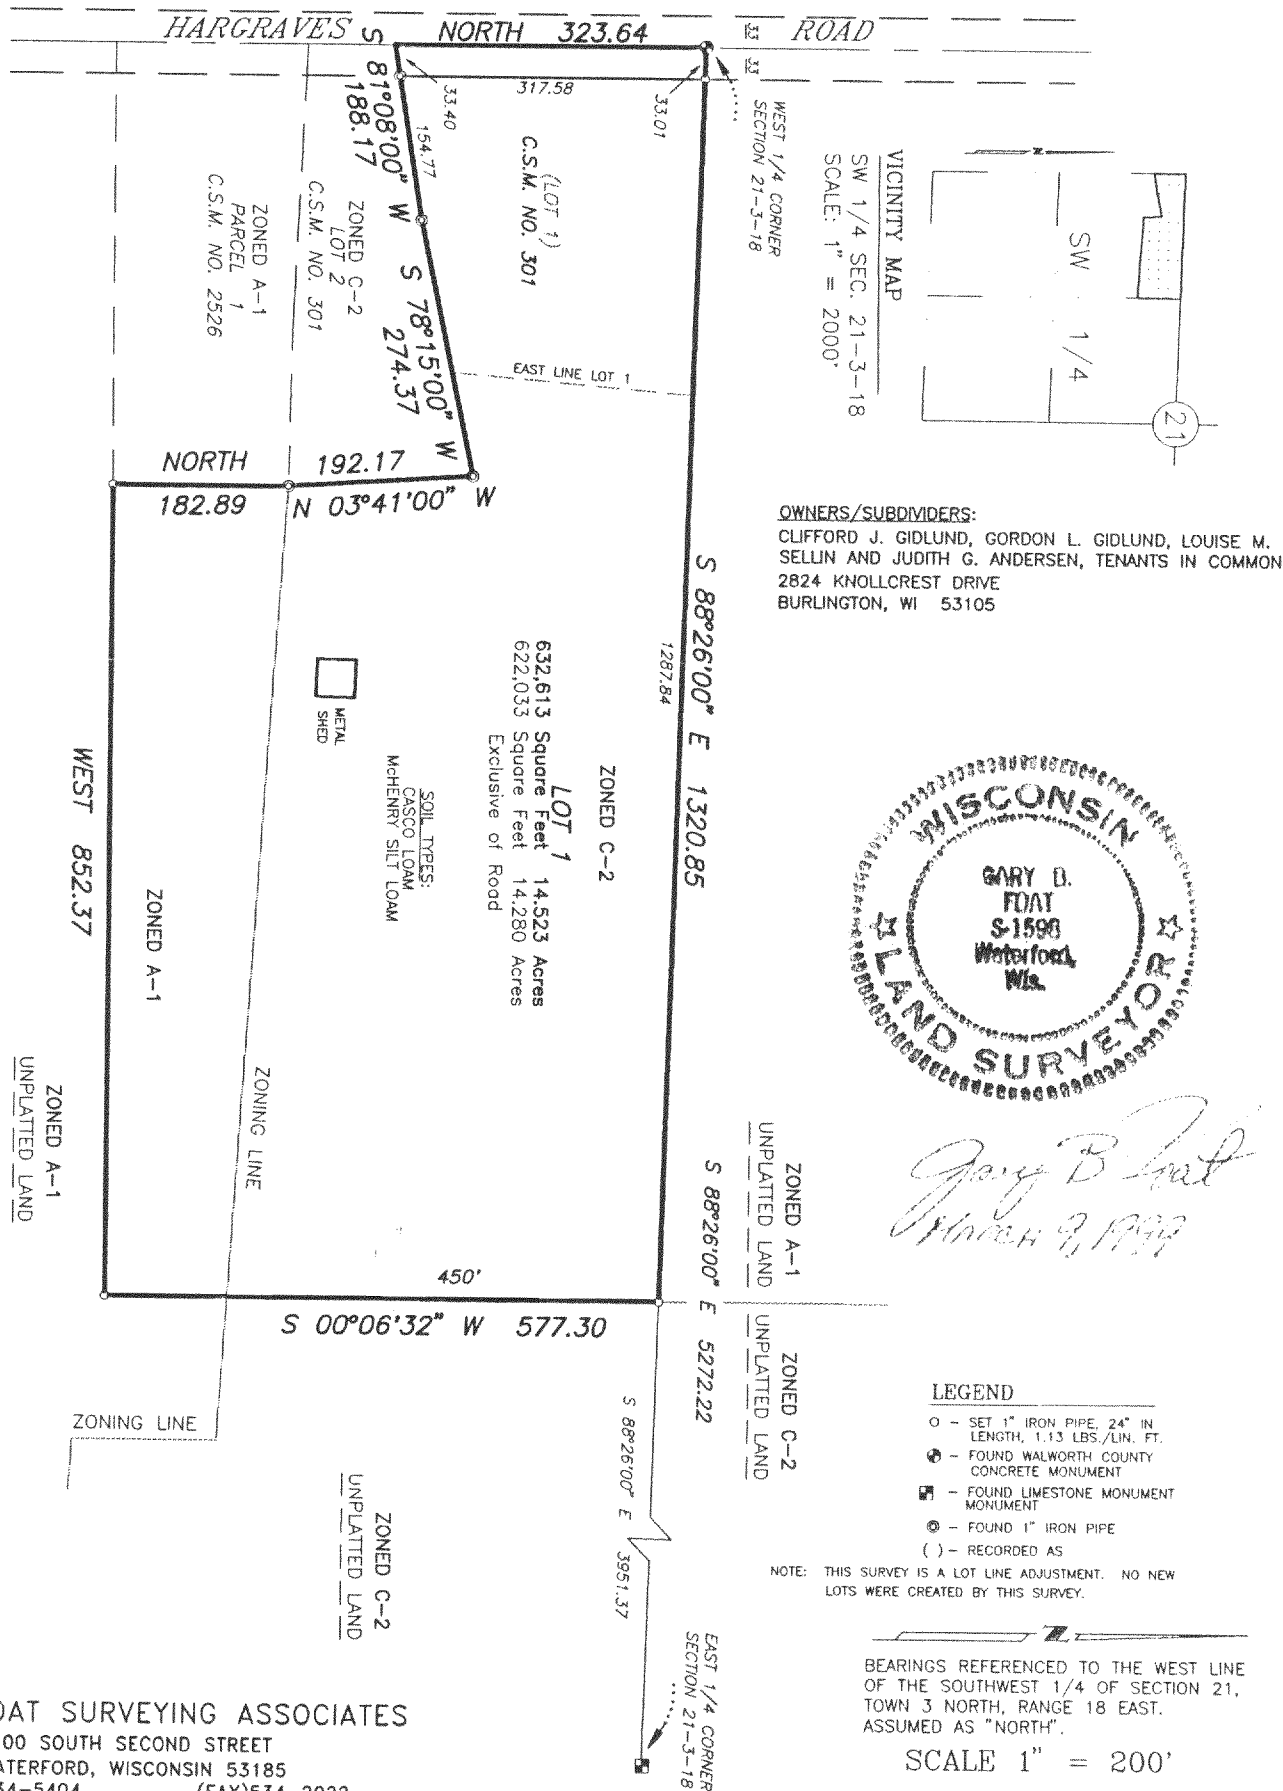 HARGRAVES ROAD
NORTH 323.64
33 33
317.58
33.40
33.01
S 81°08'00" W
188.17
154.77
(LOT 1)
C.S.M. NO. 301
WEST 1/4 CORNER
SECTION 21-3-18
VICINITY MAP
SW 1/4 SEC. 21-3-18
SCALE: 1" = 2000'
N
SW 1/4
21
ZONED C-2
LOT 2
C.S.M. NO. 301
ZONED A-1
PARCEL 1
C.S.M. NO. 2526
S 78°15'00" W
274.37
EAST LINE LOT 1
NORTH
182.89
192.17
N 03°41'00" W
OWNERS/SUBDIVIDERS:
CLIFFORD J. GIDLUND, GORDON L. GIDLUND, LOUISE M.
SELLIN AND JUDITH G. ANDERSEN, TENANTS IN COMMON
2824 KNOLLCREST DRIVE
BURLINGTON, WI 53105
S 88°26'00" E 1320.85
1287.84
ZONED C-2
LOT 1
632,613 Square Feet 14.523 Acres
622,033 Square Feet 14.280 Acres
Exclusive of Road
METAL
SHED
SOIL TYPES:
CASCO LOAM
McHENRY SILT LOAM
WEST 852.37
ZONED A-1
ZONED A-1
UNPLATTED LAND
ZONING LINE
WISCONSIN
GARY B.
FOAT
S-1590
Waterford,
Wis.
LAND SURVEYOR
Gary B Foat
March 9, 1999
ZONED A-1
UNPLATTED LAND
ZONED C-2
UNPLATTED LAND
S 88°26'00" E 5272.22
450'
S 00°06'32" W 577.30
ZONING LINE
ZONED C-2
UNPLATTED LAND
S 88°26'00" E 3951.37
EAST 1/4 CORNER
SECTION 21-3-18
LEGEND
- SET 1" IRON PIPE, 24" IN
LENGTH, 1.13 LBS./LIN. FT.
- FOUND WALWORTH COUNTY
CONCRETE MONUMENT
- FOUND LIMESTONE MONUMENT
MONUMENT
- FOUND 1" IRON PIPE
( ) - RECORDED AS
NOTE: THIS SURVEY IS A LOT LINE ADJUSTMENT. NO NEW
LOTS WERE CREATED BY THIS SURVEY.
N
BEARINGS REFERENCED TO THE WEST LINE
OF THE SOUTHWEST 1/4 OF SECTION 21,
TOWN 3 NORTH, RANGE 18 EAST.
ASSUMED AS "NORTH".
SCALE 1" = 200'
OAT SURVEYING ASSOCIATES
00 SOUTH SECOND STREET
ATERFORD, WISCONSIN 53185